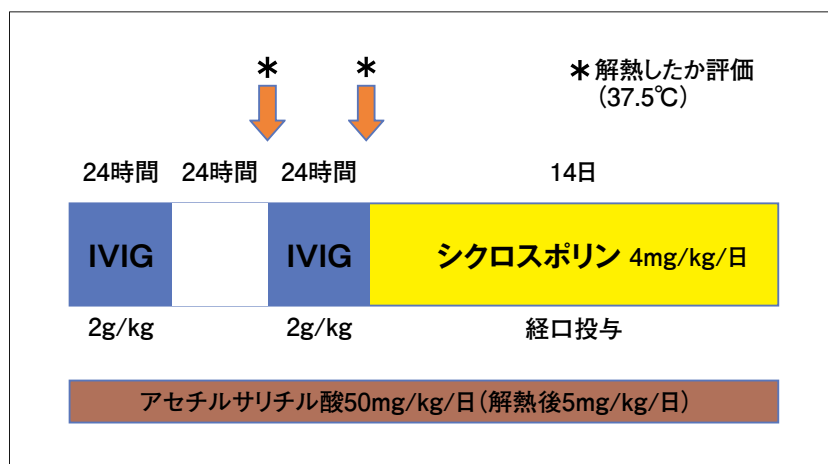 * *
*解熱したか評価
(37.5℃)
24時間 24時間 24時間 14日
IVIG IVIG シクロスポリン 4mg/kg/日
2g/kg 2g/kg 経口投与
アセチルサリチル酸50mg/kg/日(解熱後5mg/kg/日)